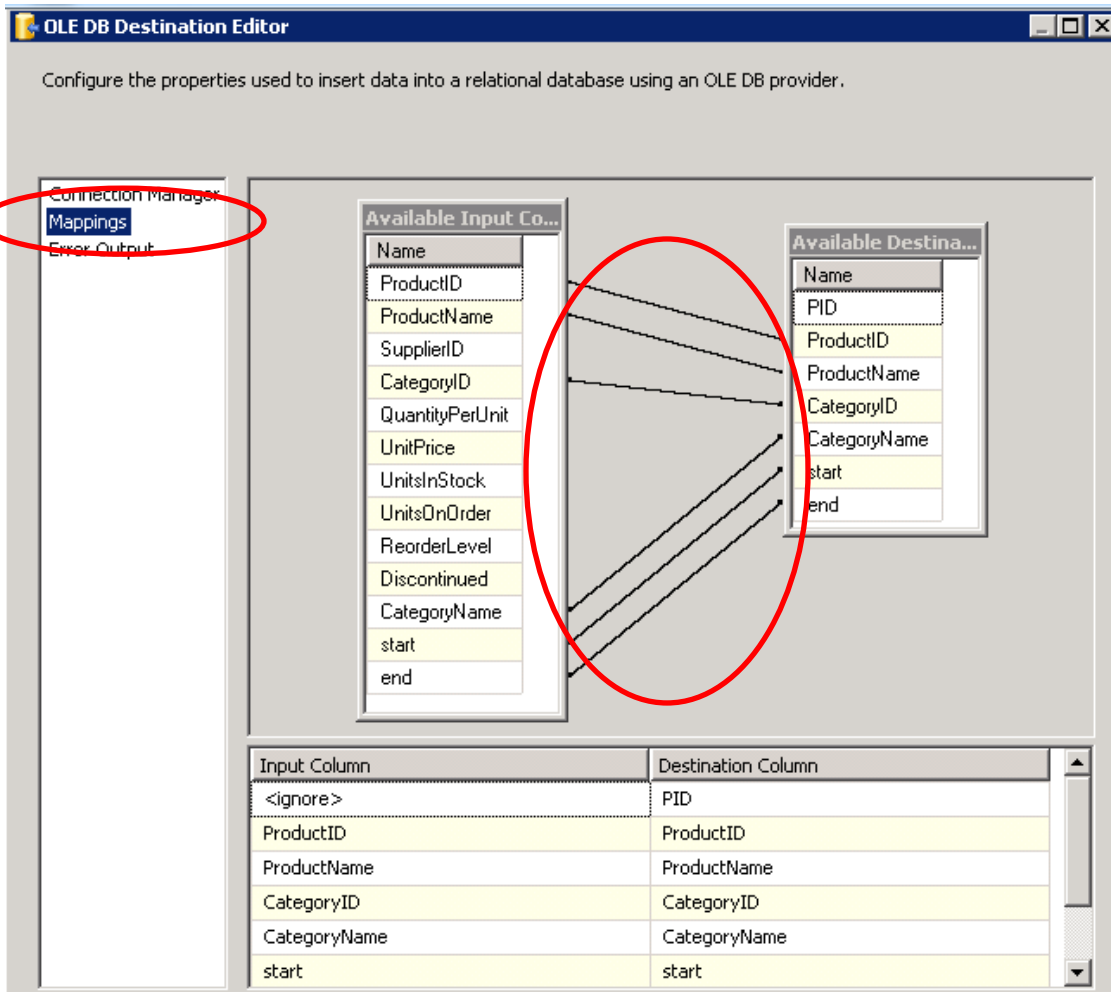 OLE DB Destination Editor
Configure the properties used to insert data into a relational database using an OLE DB provider.
Connection Manager
Mappings
Error Output
Available Input Co...
Name
ProductID
ProductName
SupplierID
CategoryID
QuantityPerUnit
UnitPrice
UnitsInStock
UnitsOnOrder
ReorderLevel
Discontinued
CategoryName
start
end
Available Destina...
Name
PID
ProductID
ProductName
CategoryID
CategoryName
start
end
Input Column Destination Column
<ignore> PID
ProductID ProductID
ProductName ProductName
CategoryID CategoryID
CategoryName CategoryName
start start